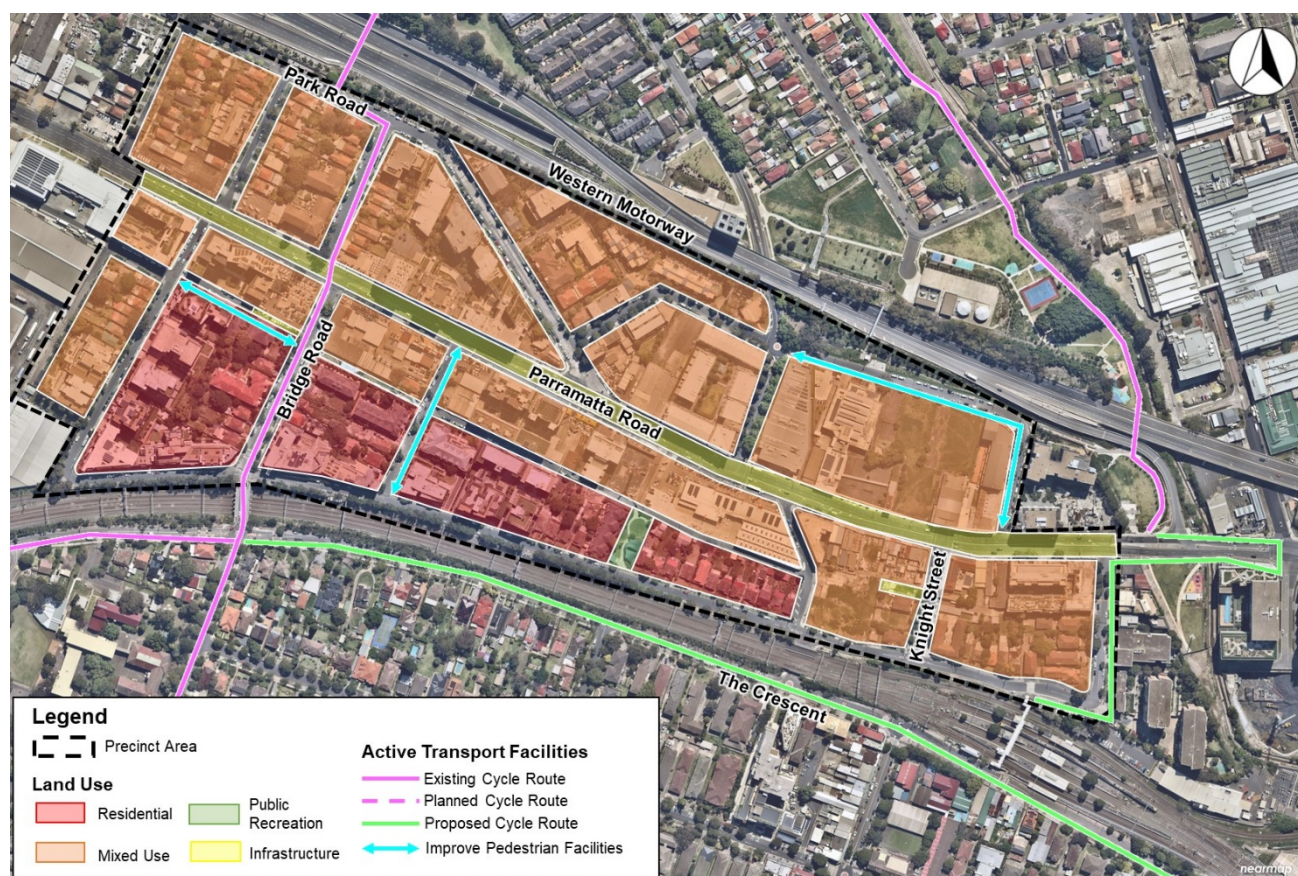 Park Road
Western Motorway
Bridge Road
Parramatta Road
Knight Street
The Crescent
Legend
Precinct Area
Land Use
Residential
Public
Recreation
Mixed Use
Infrastructure
Active Transport Facilities
Existing Cycle Route
Planned Cycle Route
Proposed Cycle Route
Improve Pedestrian Facilities
nearmap